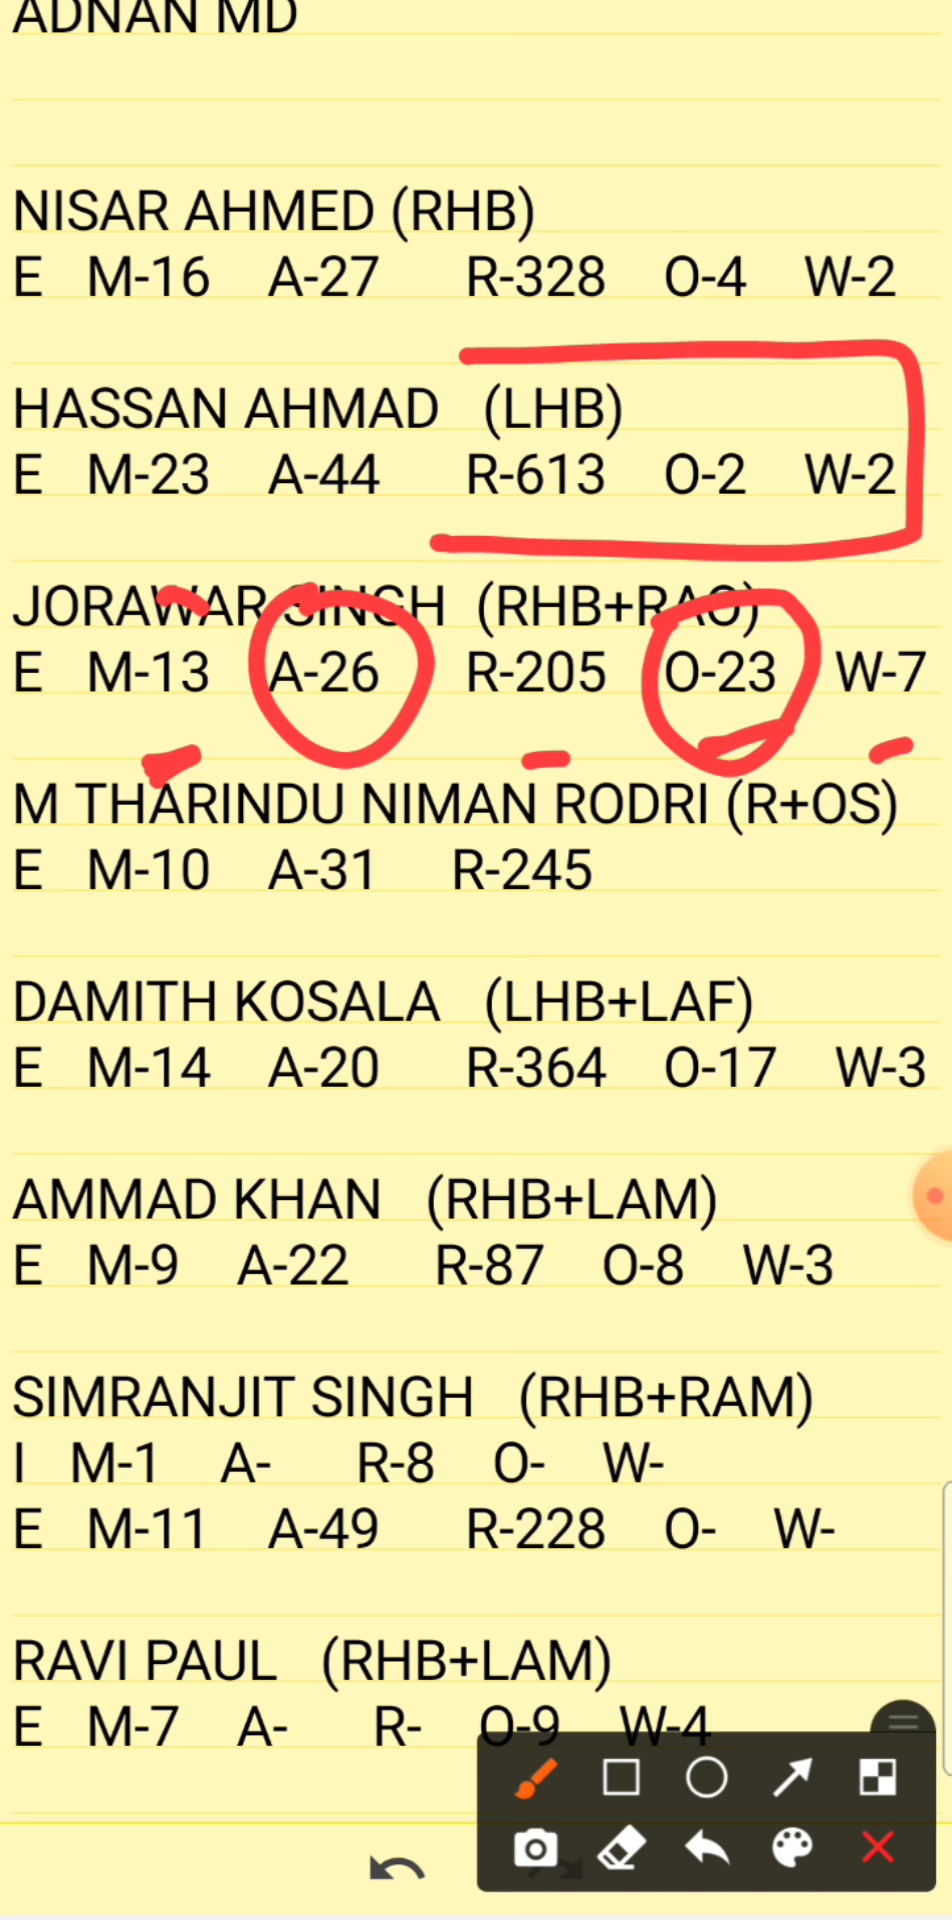 ADNAN MD
NISAR AHMED (RHB)
E M-16 A-27 R-328 O-4 W-2
HASSAN AHMAD (LHB)
E M-23 A-44 R-613 O-2 W-2
JORAWAR SINGH (RHB+RAO)
E M-13 A-26 R-205 O-23 W-7
M THARINDU NIMAN RODRI (R+OS)
E M-10 A-31 R-245
DAMITH KOSALA (LHB+LAF)
E M-14 A-20 R-364 O-17 W-3
AMMAD KHAN (RHB+LAM)
E M-9 A-22 R-87 O-8 W-3
SIMRANJIT SINGH (RHB+RAM)
I M-1 A- R-8 O- W-
E M-11 A-49 R-228 O- W-
RAVI PAUL (RHB+LAM)
E M-7 A- R- O-9 W-4